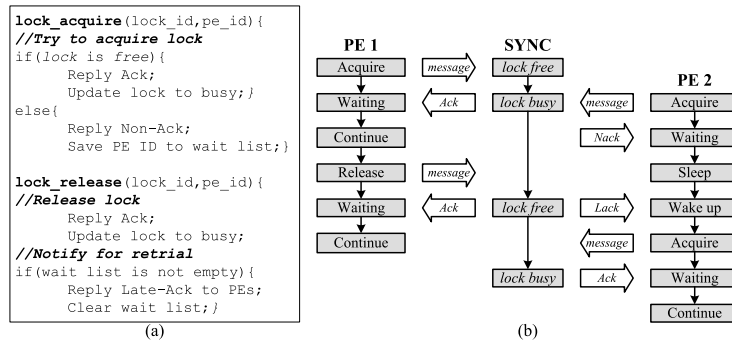 lock_acquire(lock_id,pe_id){
//Try to acquire lock
if(lock is free){
Reply Ack;
Update lock to busy;}
else{
Reply Non-Ack;
Save PE ID to wait list;}
lock_release(lock_id,pe_id){
//Release lock
Reply Ack;
Update lock to busy;
//Notify for retrial
if(wait list is not empty){
Reply Late-Ack to PEs;
Clear wait list;}
(a)
PE 1 SYNC
Acquire message lock free PE 2
Waiting Ack lock busy message Acquire
Continue Nack Waiting
Release message Sleep
Waiting Ack lock free Lack Wake up
Continue message Acquire
lock busy Ack Waiting
Continue
(b)